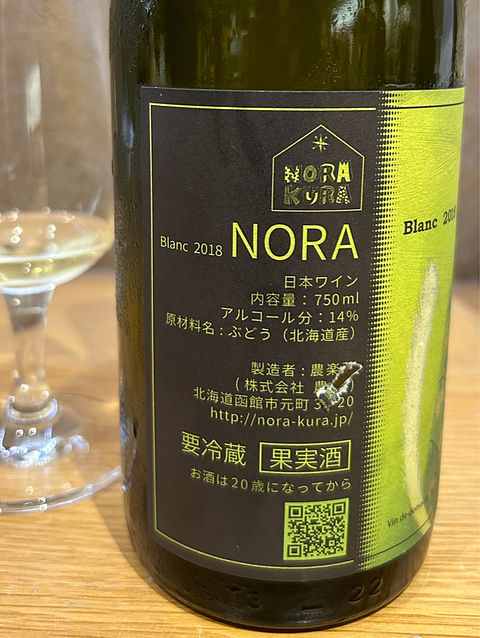 NORA
KURA
Blanc 2018 NORA
日本ワイン
内容量：750ml
アルコール分：14%
原材料名：ぶどう（北海道産）
製造者：農楽
（株式会社
北海道函館市元町
http://nora-kura.jp/
要冷蔵 果実酒
お酒は20歳になってから
Blanc
Vin de